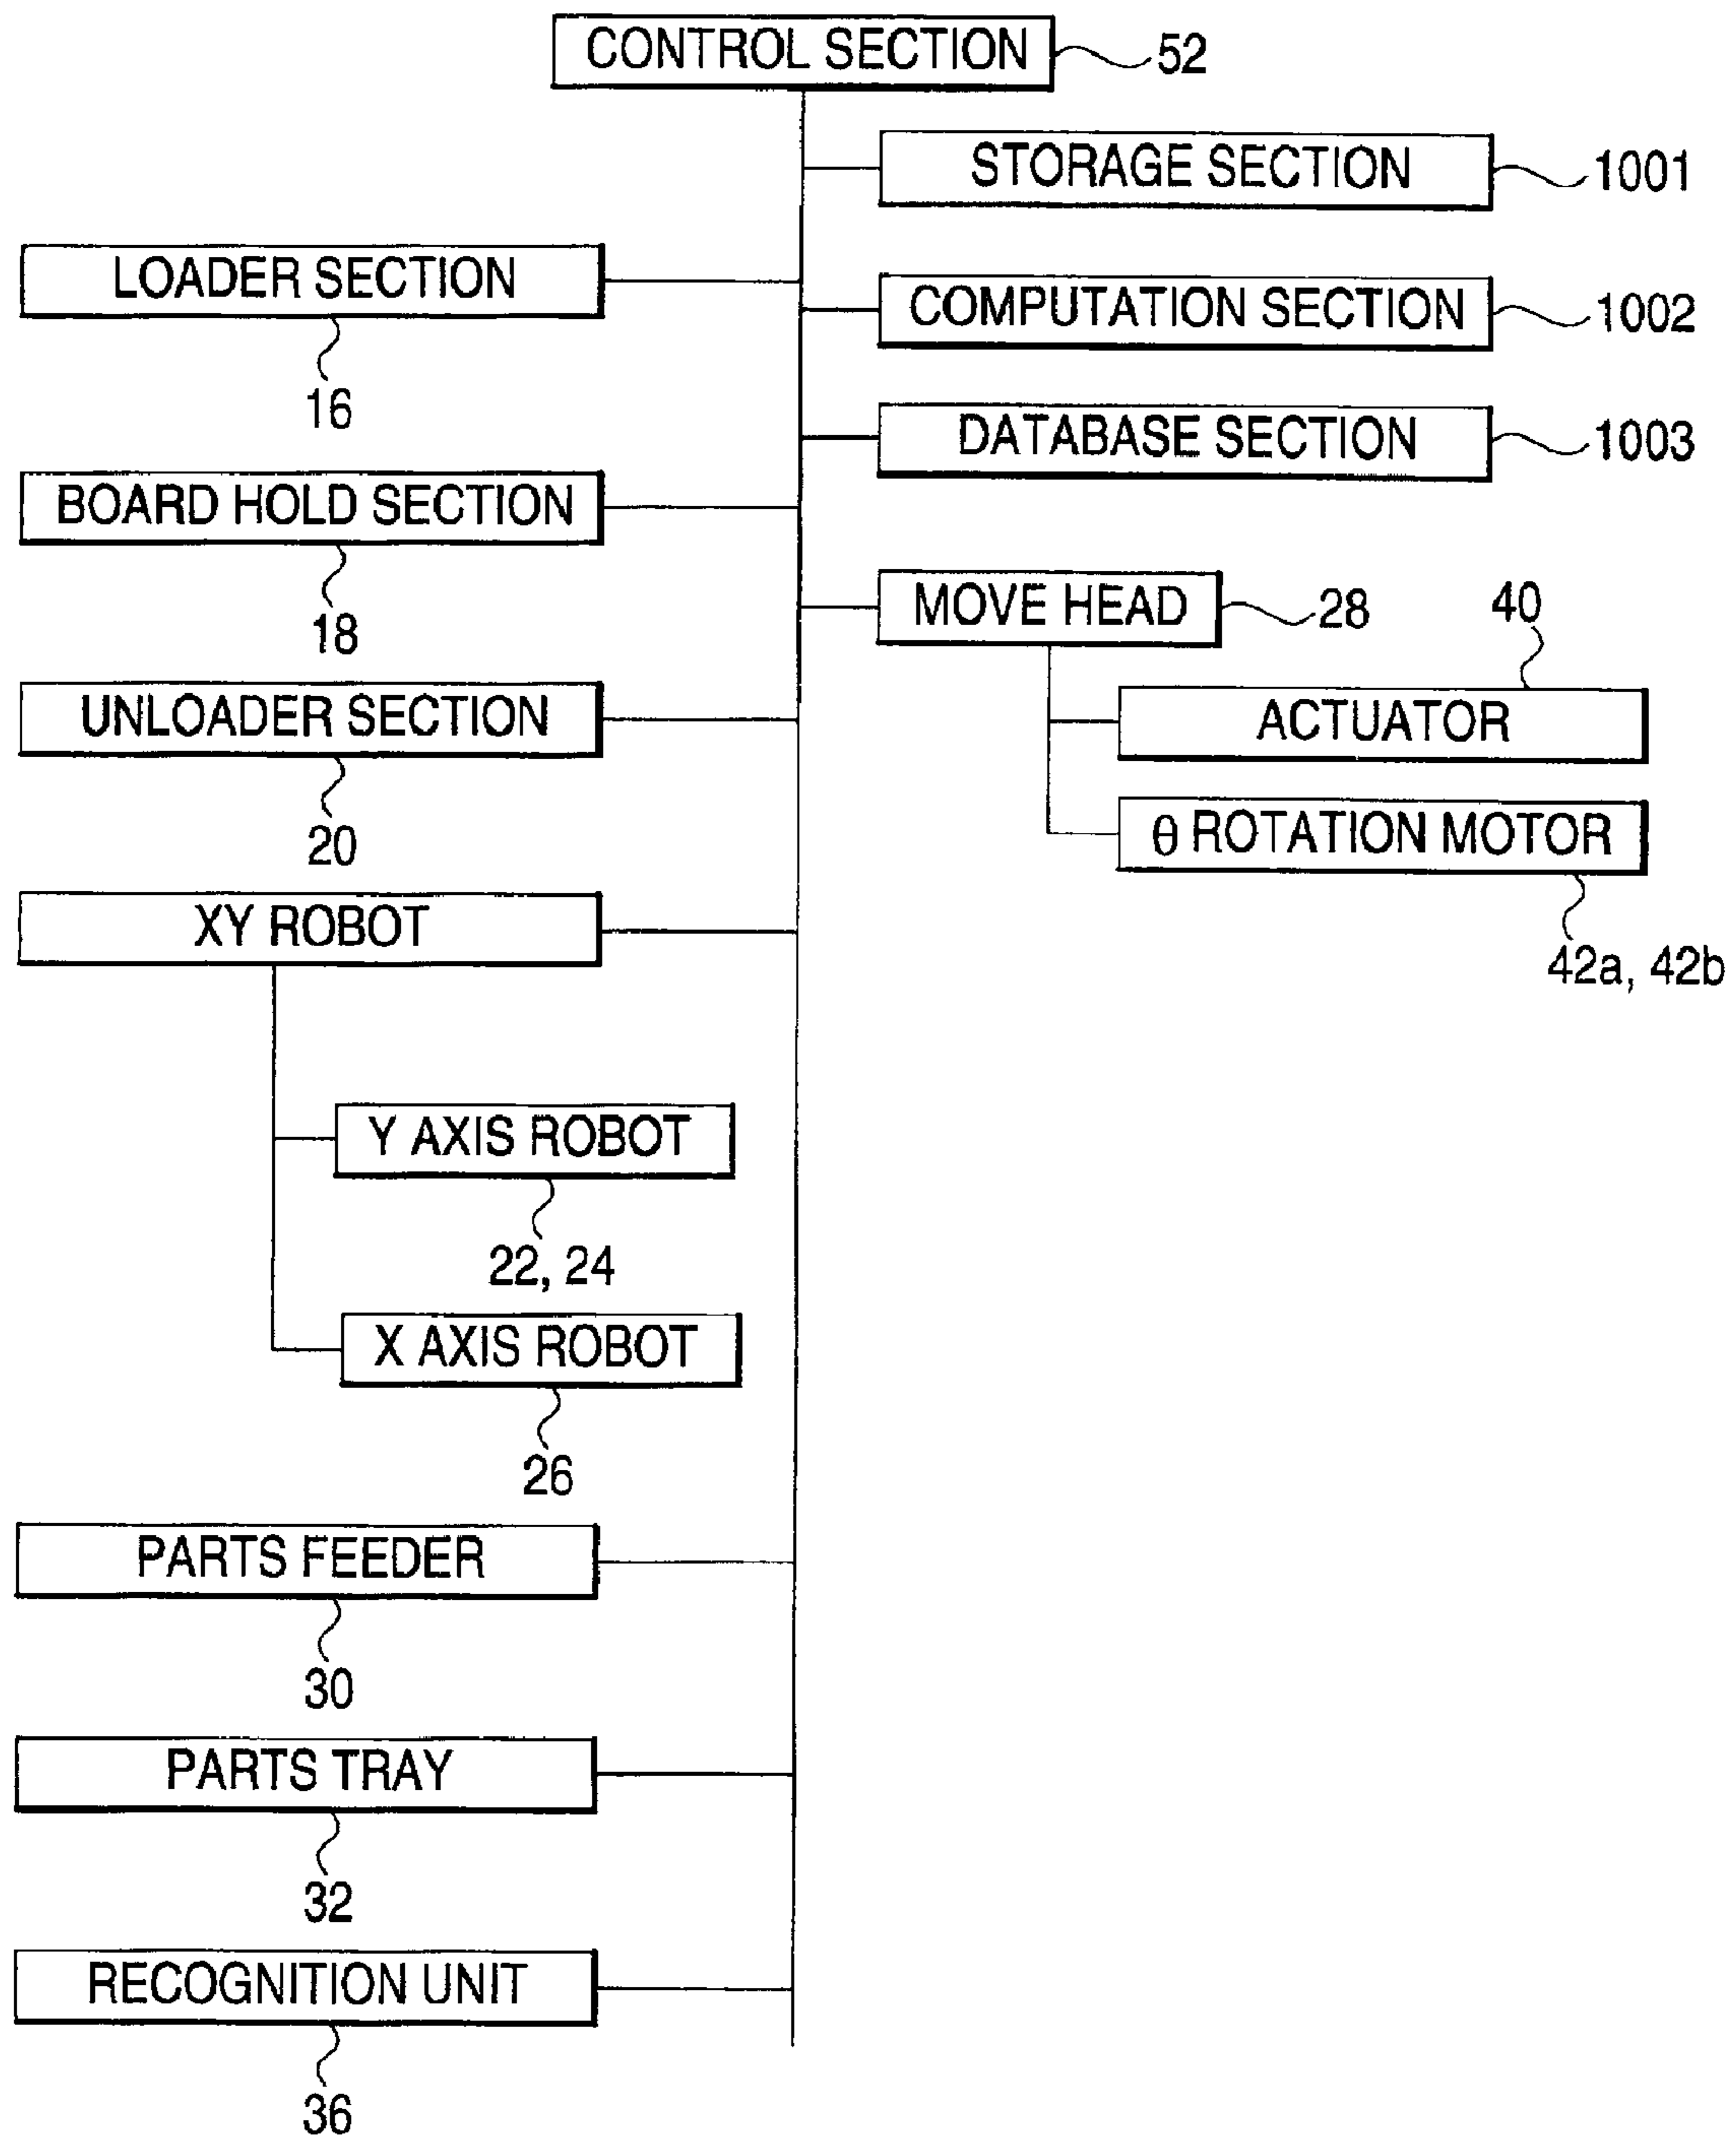 CONTROL SECTION
52
STORAGE SECTION
1001
LOADER SECTION
16
COMPUTATION SECTION
1002
DATABASE SECTION
1003
BOARD HOLD SECTION
18
MOVE HEAD
28
40
ACTUATOR
UNLOADER SECTION
20
θ ROTATION MOTOR
42a, 42b
XY ROBOT
Y AXIS ROBOT
22, 24
X AXIS ROBOT
26
PARTS FEEDER
30
PARTS TRAY
32
RECOGNITION UNIT
36